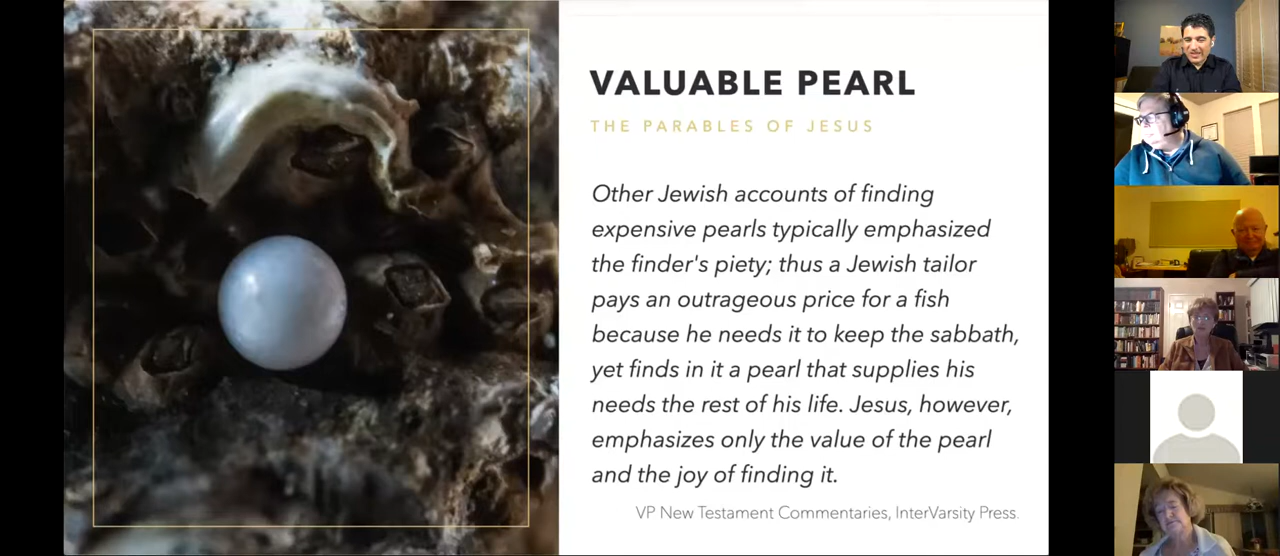 VALUABLE PEARL
THE PARABLES OF JESUS
Other Jewish accounts of finding
expensive pearls typically emphasized
the finder's piety; thus a Jewish tailor
pays an outrageous price for a fish
because he needs it to keep the sabbath,
yet finds in it a pearl that supplies his
needs the rest of his life. Jesus, however,
emphasizes only the value of the pearl
and the joy of finding it.
VP New Testament Commentaries, InterVarsity Press.